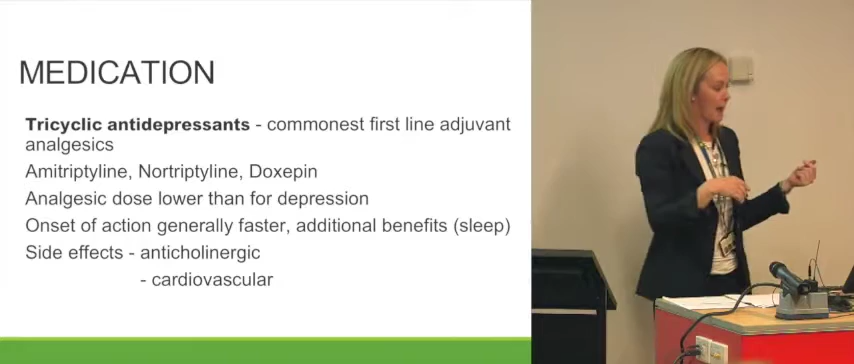 MEDICATION
Tricyclic antidepressants - commonest first line adjuvant
analgesics
Amitriptyline, Nortriptyline, Doxepin
Analgesic dose lower than for depression
Onset of action generally faster, additional benefits (sleep)
Side effects - anticholinergic
- cardiovascular